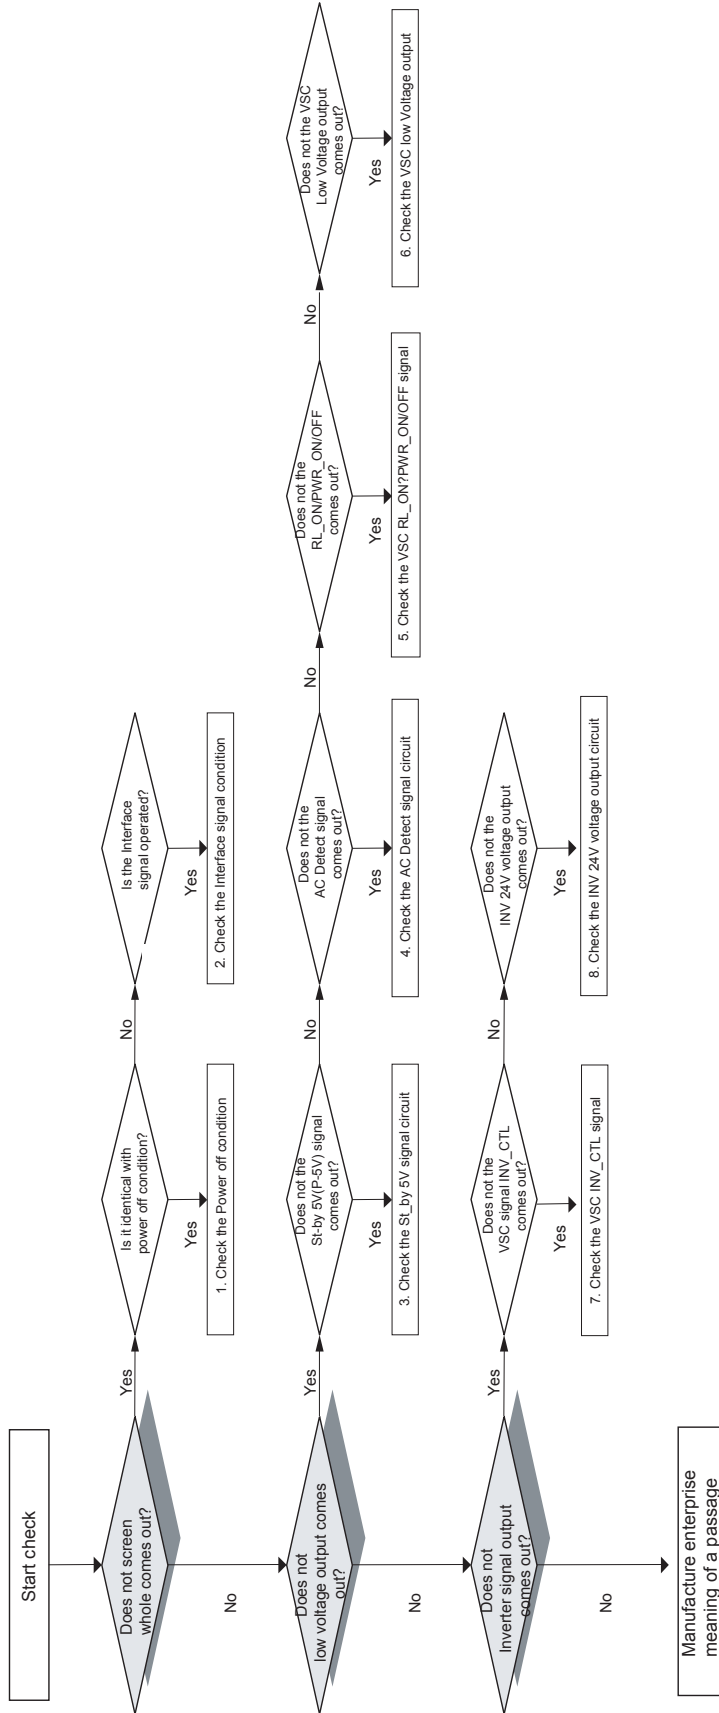 Start check
Does not screen
whole comes out?
Yes
Is it identical with
power off condition?
Yes
1. Check the Power off condition
No
Is the Interface
signal operated?
Yes
2. Check the Interface signal condition
No
Does not
low voltage output comes
out?
Yes
Does not the
St-by 5V(P-5V) signal
comes out?
Yes
3. Check the St_by 5V signal circuit
No
Does not the
AC Detect signal
comes out?
Yes
4. Check the AC Detect signal circuit
No
Does not the
RL_ON/PWR_ON/OFF
comes out?
Yes
5. Check the VSC RL_ON?PWR_ON/OFF signal
No
Does not the VSC
Low Voltage output
comes out?
Yes
6. Check the VSC low Voltage output
No
Does not
Inverter signal output
comes out?
Yes
Does not the
VSC signal INV_CTL
comes out?
Yes
7. Check the VSC INV_CTL signal
No
Does not the
INV 24V voltage output
comes out?
Yes
8. Check the INV 24V voltage output circuit
No
Manufacture enterprise
meaning of a passage